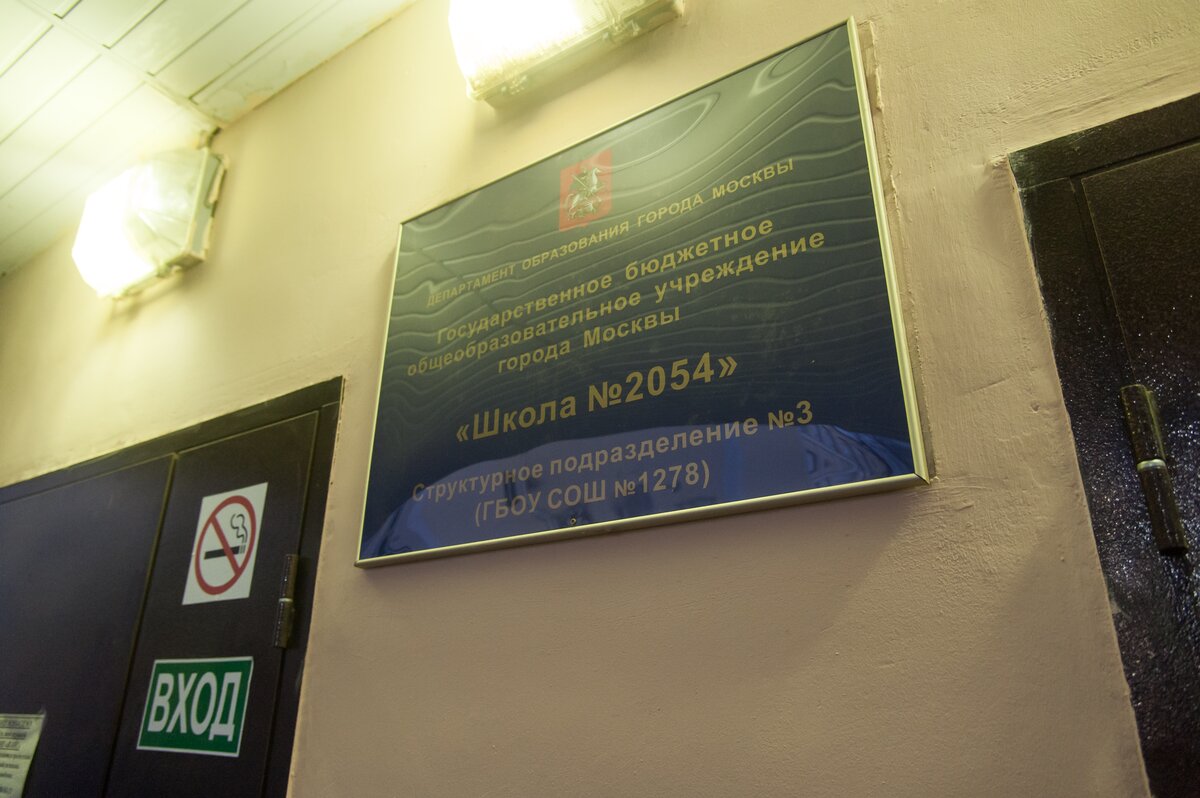 ДЕПАРТАМЕНТ ОБРАЗОВАНИЯ ГОРОДА МОСКВЫ
Государственное бюджетное
общеобразовательное учреждение
города Москвы
«Школа №2054»
Структурное подразделение №3
(ГБОУ СОШ №1278)
ВХОД